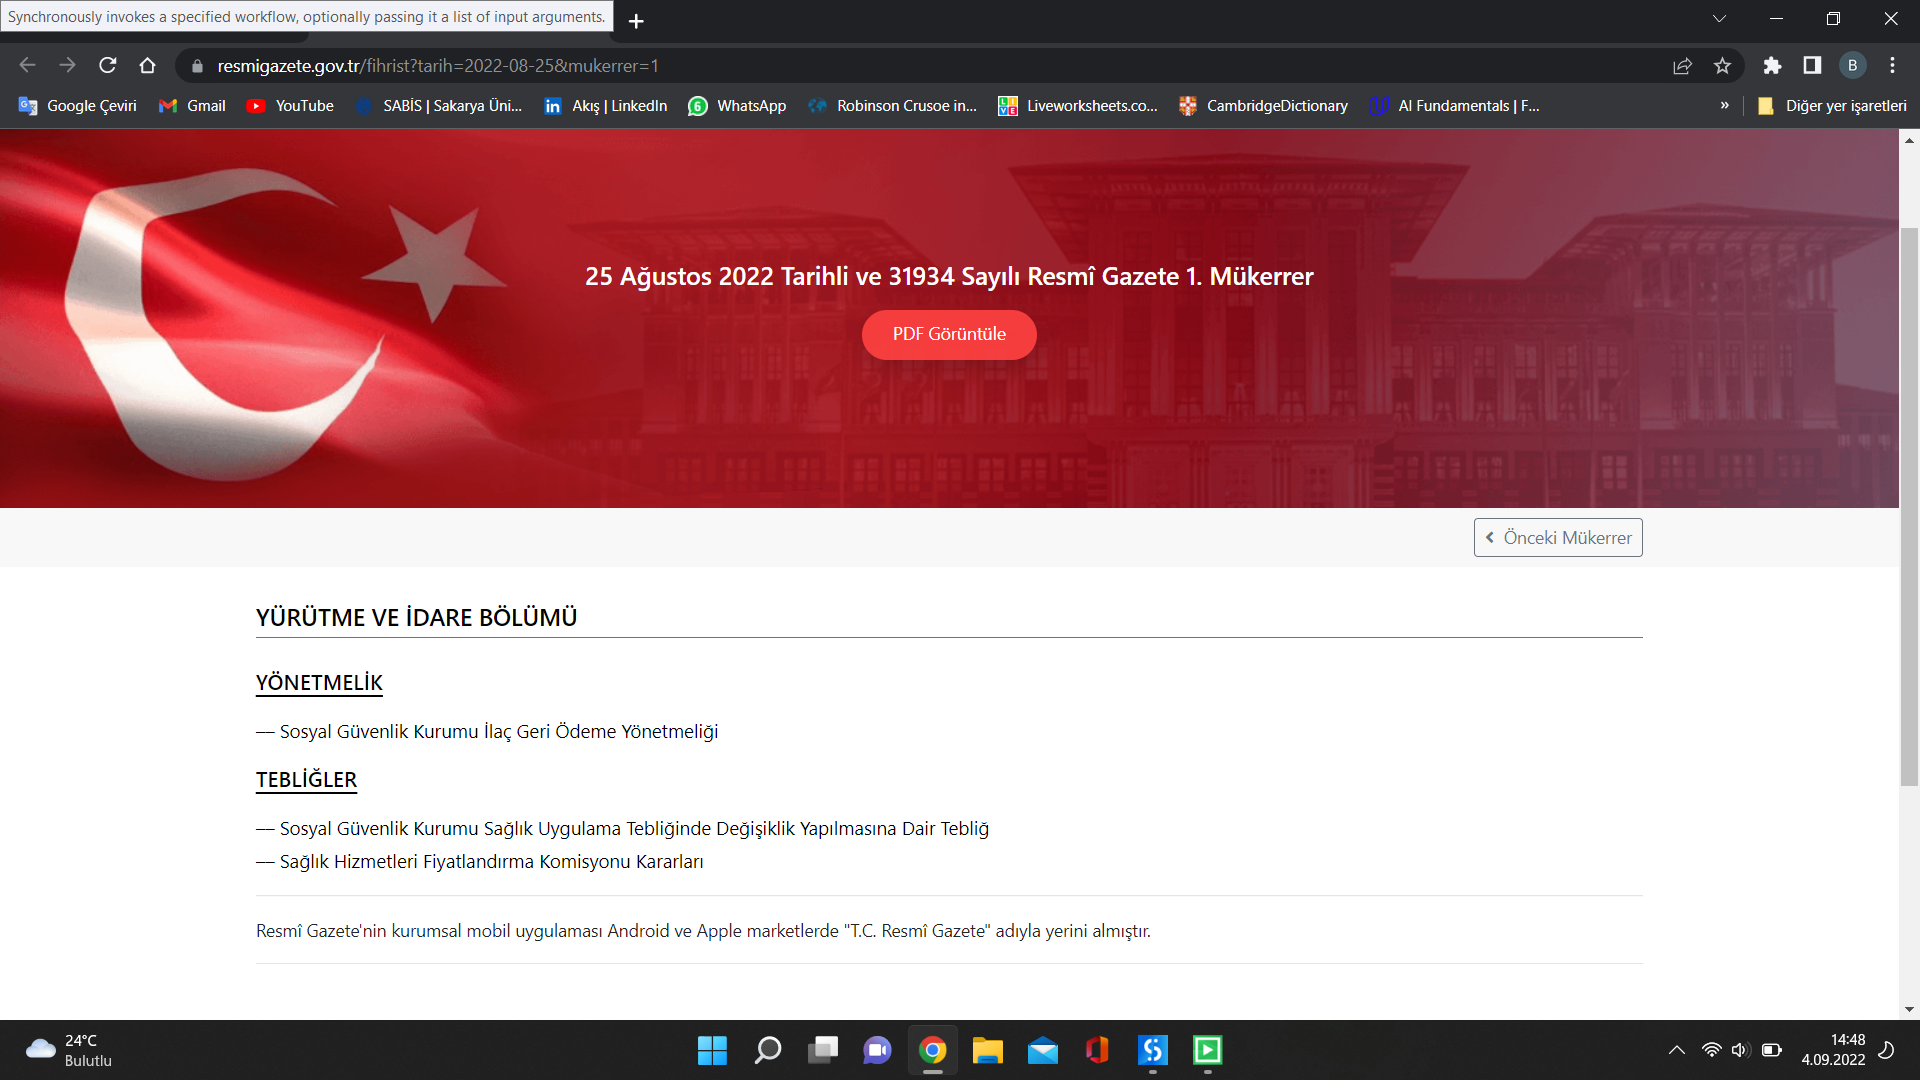 Synchronously invokes a specified workflow, optionally passing it a list of input arguments.
resmigazete.gov.tr/fihrist?tarih=2022-08-25&mukerrer=1
B
Google Çeviri
Gmail
YouTube
SABİS | Sakarya Üni...
Akış | LinkedIn
WhatsApp
Robinson Crusoe in...
Liveworksheets.co...
CambridgeDictionary
AI Fundamentals | F...
»
Diğer yer işaretleri
25 Ağustos 2022 Tarihli ve 31934 Sayılı Resmî Gazete 1. Mükerrer
PDF Görüntüle
Önceki Mükerrer
YÜRÜTME VE İDARE BÖLÜMÜ
YÖNETMELİK
–– Sosyal Güvenlik Kurumu İlaç Geri Ödeme Yönetmeliği
TEBLİĞLER
–– Sosyal Güvenlik Kurumu Sağlık Uygulama Tebliğinde Değişiklik Yapılmasına Dair Tebliğ
–– Sağlık Hizmetleri Fiyatlandırma Komisyonu Kararları
Resmî Gazete'nin kurumsal mobil uygulaması Android ve Apple marketlerde "T.C. Resmî Gazete" adıyla yerini almıştır.
24°C
Bulutlu
14:48
4.09.2022